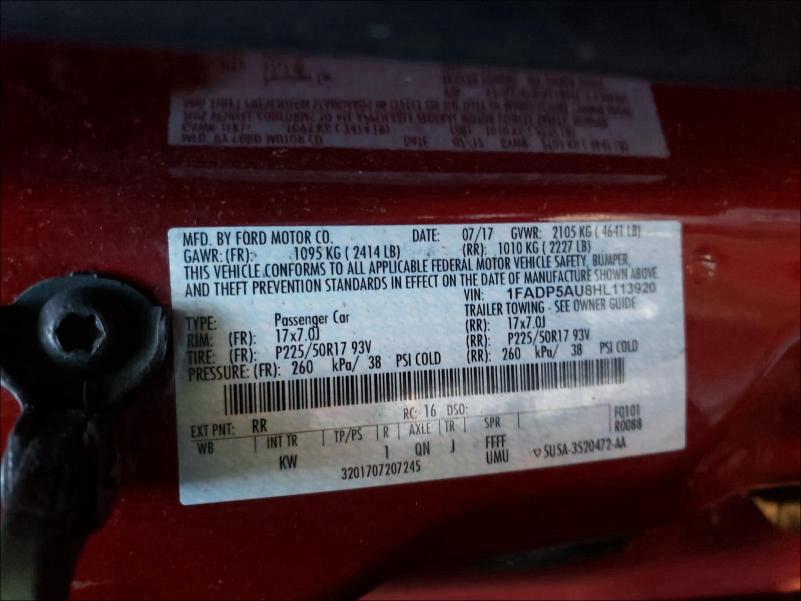 MFD. BY FORD MOTOR CO. DATE: 07/17 GVWR: 2105 KG ( 4641 LB)
GAWR: (FR): 1095 KG ( 2414 LB) (RR): 1010 KG ( 2227 LB)
THIS VEHICLE CONFORMS TO ALL APPLICABLE FEDERAL MOTOR VEHICLE SAFETY, BUMPER,
AND THEFT PREVENTION STANDARDS IN EFFECT ON THE DATE OF MANUFACTURE SHOWN ABOVE.
VIN: 1FADP5AU8HL113920
TYPE: Passenger Car TRAILER TOWING - SEE OWNER GUIDE
RIM: (FR): 17x7.0J (RR): 17x7.0J
TIRE: (FR): P225/50R17 93V (RR): P225/50R17 93V
PRESSURE: (FR): 260 kPa/ 38 PSI COLD (RR): 260 kPa/ 38 PSI COLD
RC: 16 DSO:
EXT PNT: RR FQ101
WB INT TR TP/PS R AXLE TR SPR R0088
KW 1 QN J FFFF
UMU
3201707207245 ▽ SU5A-3520472-AA